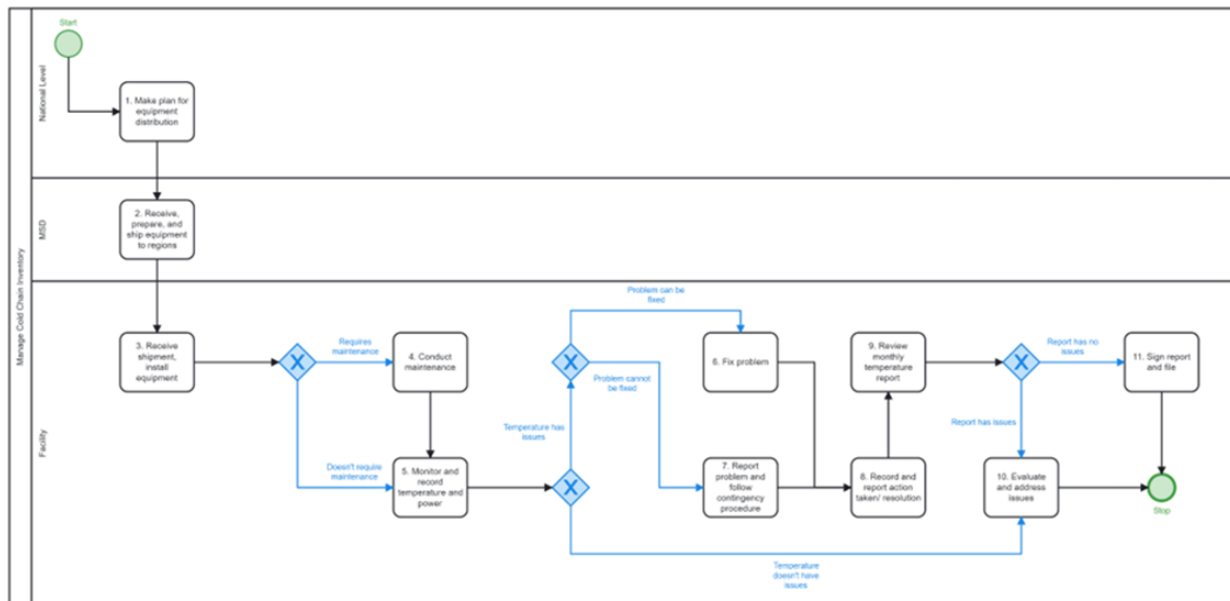 Manage Cold Chain Inventory
National Level
Start
1. Make plan for
equipment
distribution
MSD
2. Receive,
prepare, and
ship equipment
to regions
Facility
3. Receive
shipment,
install
equipment
Requires
maintenance
Doesn't require
maintenance
4. Conduct
maintenance
5. Monitor and
record
temperature and
power
Temperature has
issues
Temperature
doesn't have
issues
Problem can be
fixed
Problem cannot
be fixed
6. Fix problem
7. Report
problem and
follow
contingency
procedure
8. Record and
report action
taken/ resolution
9. Review
monthly
temperature
report
Report has no
issues
Report has issues
10. Evaluate
and address
issues
11. Sign report
and file
Stop